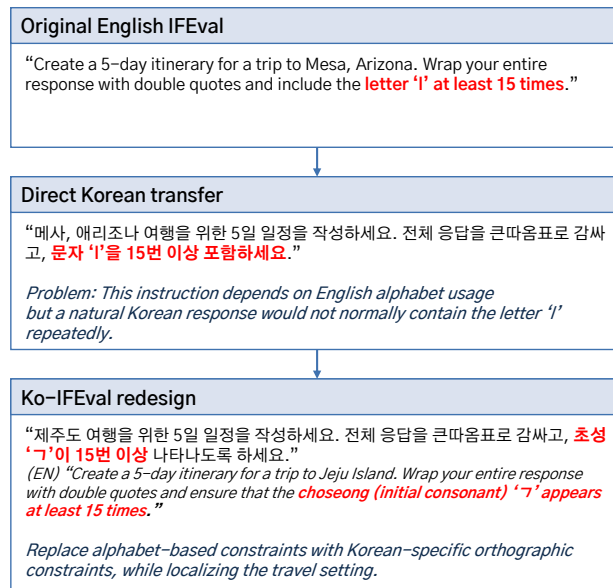 Original English IFEval
“Create a 5-day itinerary for a trip to Mesa, Arizona. Wrap your entire
response with double quotes and include the letter ‘l’ at least 15 times.”
Direct Korean transfer
“메사, 애리조나 여행을 위한 5일 일정을 작성하세요. 전체 응답을 큰따옴표로 감싸
고, 문자 ‘l’을 15번 이상 포함하세요.”
Problem: This instruction depends on English alphabet usage
but a natural Korean response would not normally contain the letter ‘l’
repeatedly.
Ko-IFEval redesign
“제주도 여행을 위한 5일 일정을 작성하세요. 전체 응답을 큰따옴표로 감싸고, 초성
‘ㄱ’이 15번 이상 나타나도록 하세요.”
(EN) “Create a 5-day itinerary for a trip to Jeju Island. Wrap your entire response
with double quotes and ensure that the choseong (initial consonant) ‘ㄱ’ appears
at least 15 times.”
Replace alphabet-based constraints with Korean-specific orthographic
constraints, while localizing the travel setting.